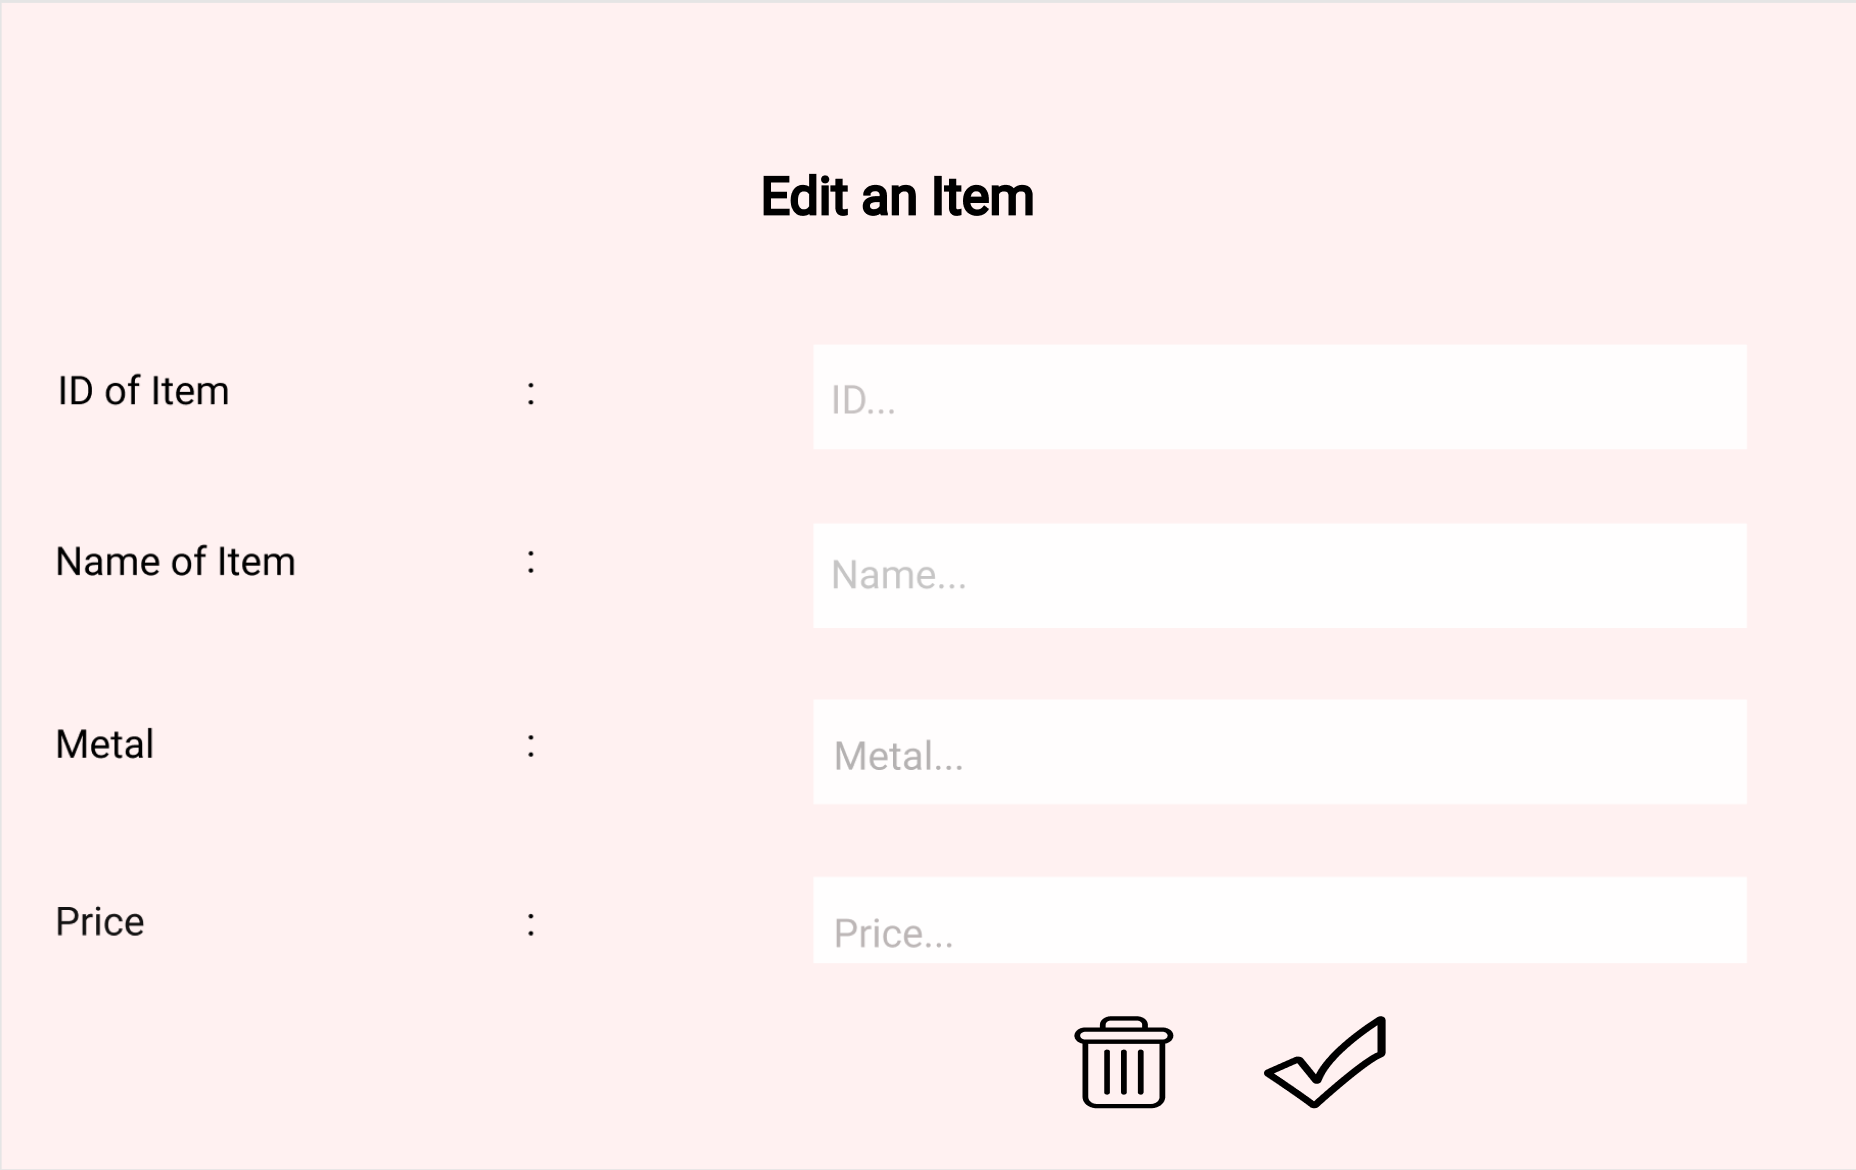 Edit an Item
ID of Item : ID...
Name of Item : Name...
Metal : Metal...
Price : Price...